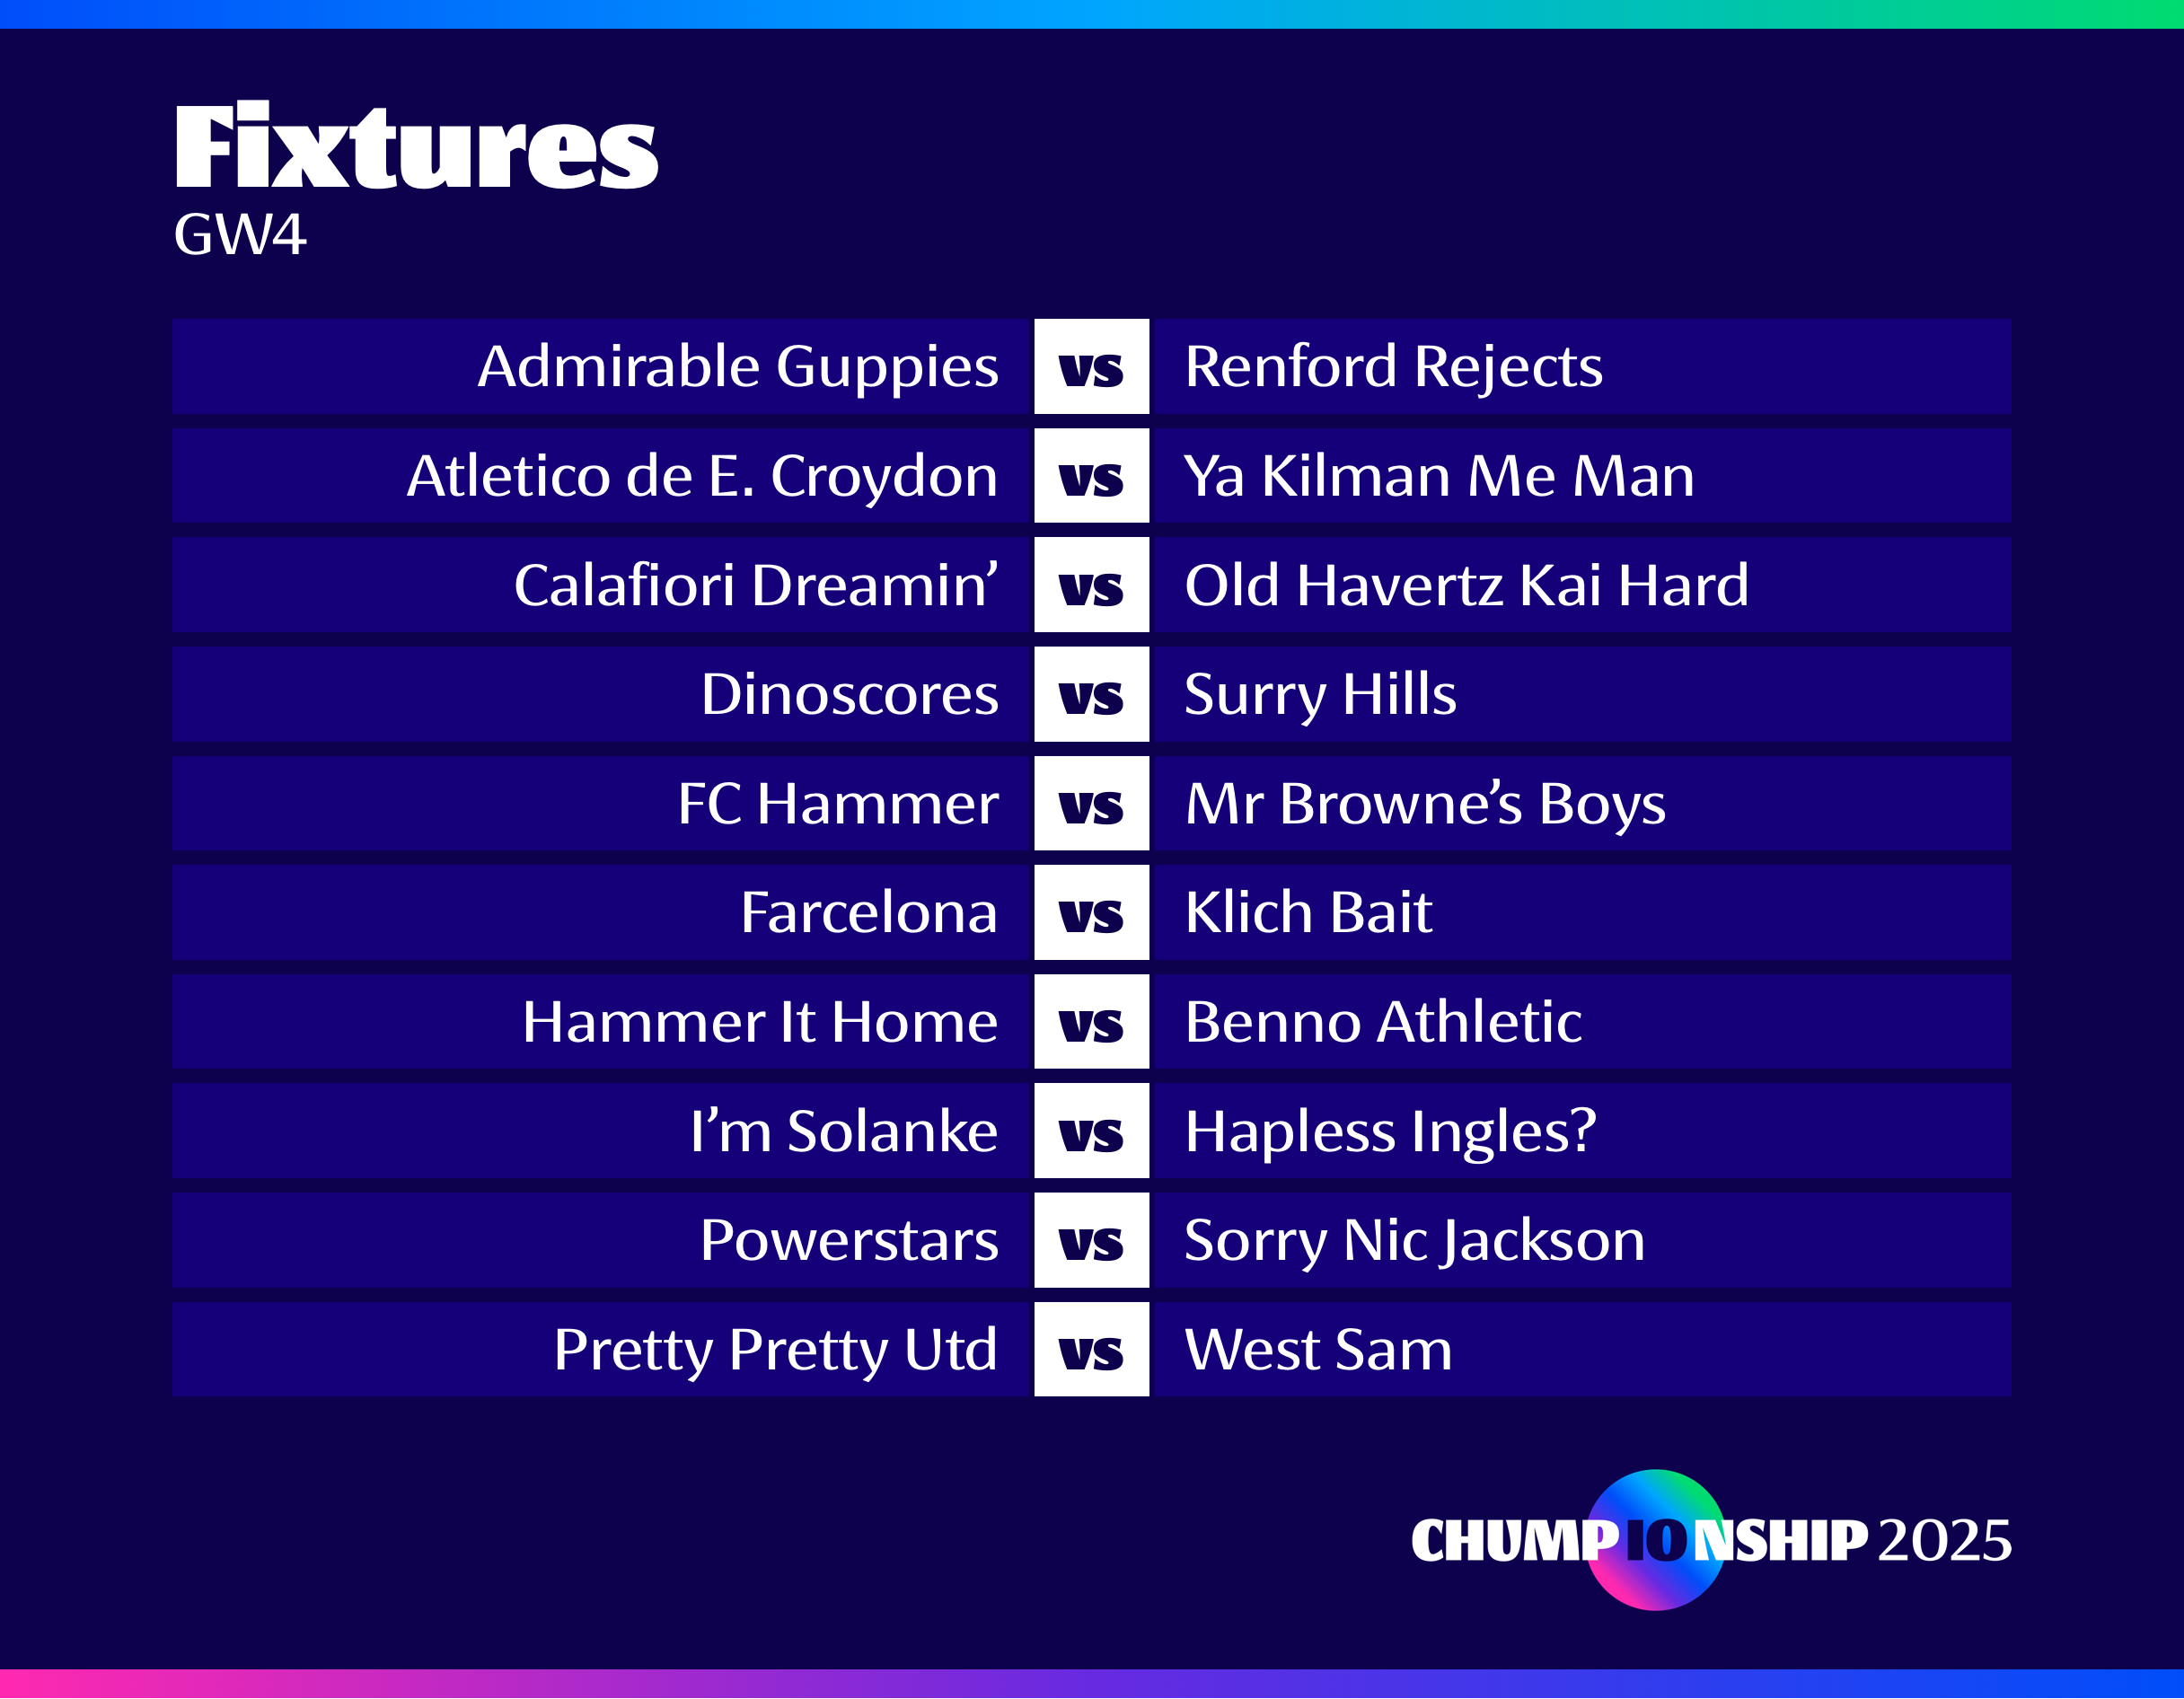 Fixtures
GW4
Admirable Guppies vs Renford Rejects
Atletico de E. Croydon vs Ya Kilman Me Man
Calafiori Dreamin’ vs Old Havertz Kai Hard
Dinoscores vs Surry Hills
FC Hammer vs Mr Browne’s Boys
Farcelona vs Klich Bait
Hammer It Home vs Benno Athletic
I’m Solanke vs Hapless Ingles?
Powerstars vs Sorry Nic Jackson
Pretty Pretty Utd vs West Sam
CHUMPIONSHIP 2025